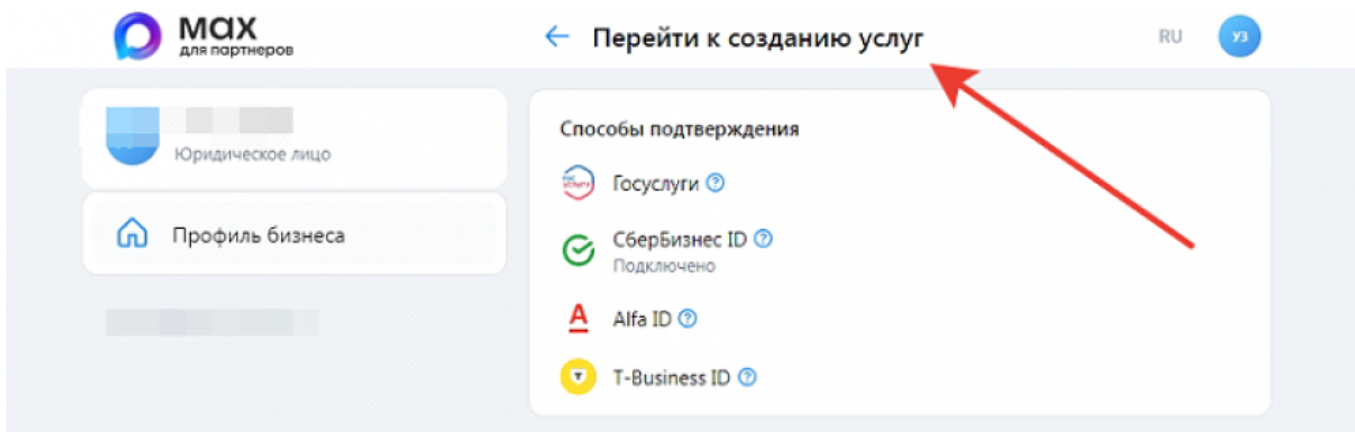 мах
для партнеров
← Перейти к созданию услуг
RU
УЗ
Юридическое лицо
Профиль бизнеса
Способы подтверждения
Госуслуги ?
СберБизнес ID ?
Подключено
А
Alfa ID ?
Т
T-Business ID ?